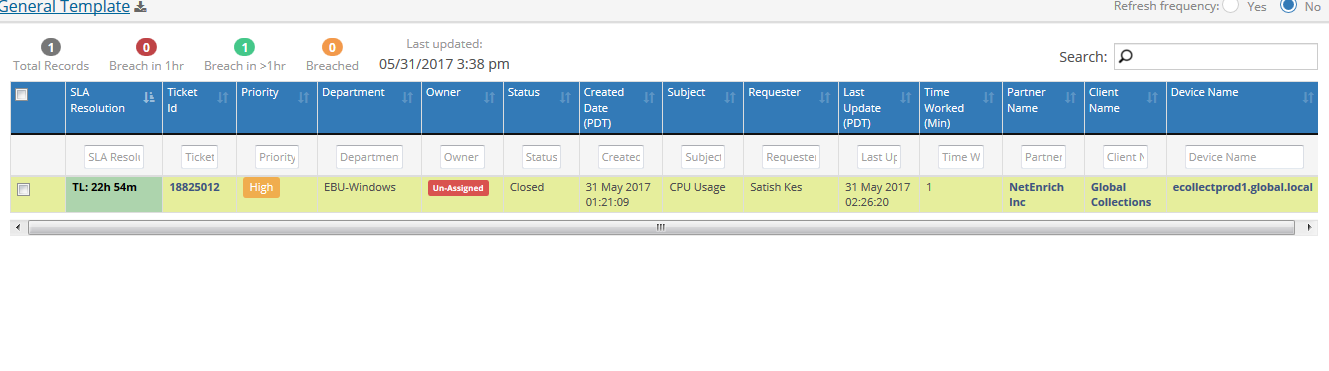 General Template
Refresh frequency: Yes No
1 0 1 0
Total Records Breach in 1hr Breach in >1hr Breached
Last updated:
05/31/2017 3:38 pm
Search:
SLA Resolution Ticket Id Priority Department Owner Status Created Date (PDT) Subject Requester Last Update (PDT) Time Worked (Min) Partner Name Client Name Device Name
SLA Resolu Ticket Priority Departmen Owner Status Created Subject Requester Last Up Time W Partner Client N Device Name
TL: 22h 54m 18825012 High EBU-Windows Un-Assigned Closed 31 May 2017 01:21:09 CPU Usage Satish Kes 31 May 2017 02:26:20 1 NetEnrich Inc Global Collections ecollectprod1.global.local